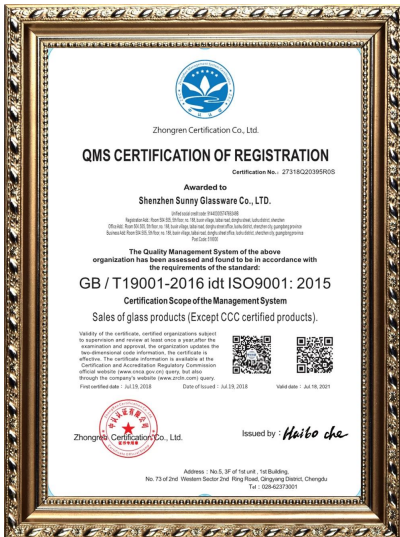 Zhongren Certification Co., Ltd.
QMS CERTIFICATION OF REGISTRATION
Certification No.: 27318Q20395R0S
Awarded to
Shenzhen Sunny Glassware Co., LTD.
Unified social credit code:
Post Code:
The Quality Management System of the above
organization has been assessed and found to be in accordance with
the requirements of the standard:
GB / T19001-2016 idt ISO9001: 2015
Certification Scope of the Management System
Sales of glass products (Except CCC certified products).
Validity of the certificate, certified organizations subject
to supervision and review at least once a year.after the
examination and approval, the organization updates the
two-dimensional code information, the certificate is
effective. The certificate information is available at the
Certification and Accreditation Regulatory Commission
official website (www.cnca.gov.cn) query, but also
through the company's website (www.zrcln.com) query.
First certified date : Jul.19, 2018 Date of Issued : Jul.19, 2018 Valid date : Jul 18, 2021
Zhongren Certification Co., Ltd.
Issued by : Haibo che
Address : No.5, 3F of 1st unit , 1st Building,
No. 73 of 2nd Western Sector 2nd Ring Road, Qingyang District, Chengdu
Tel : 028-62373001